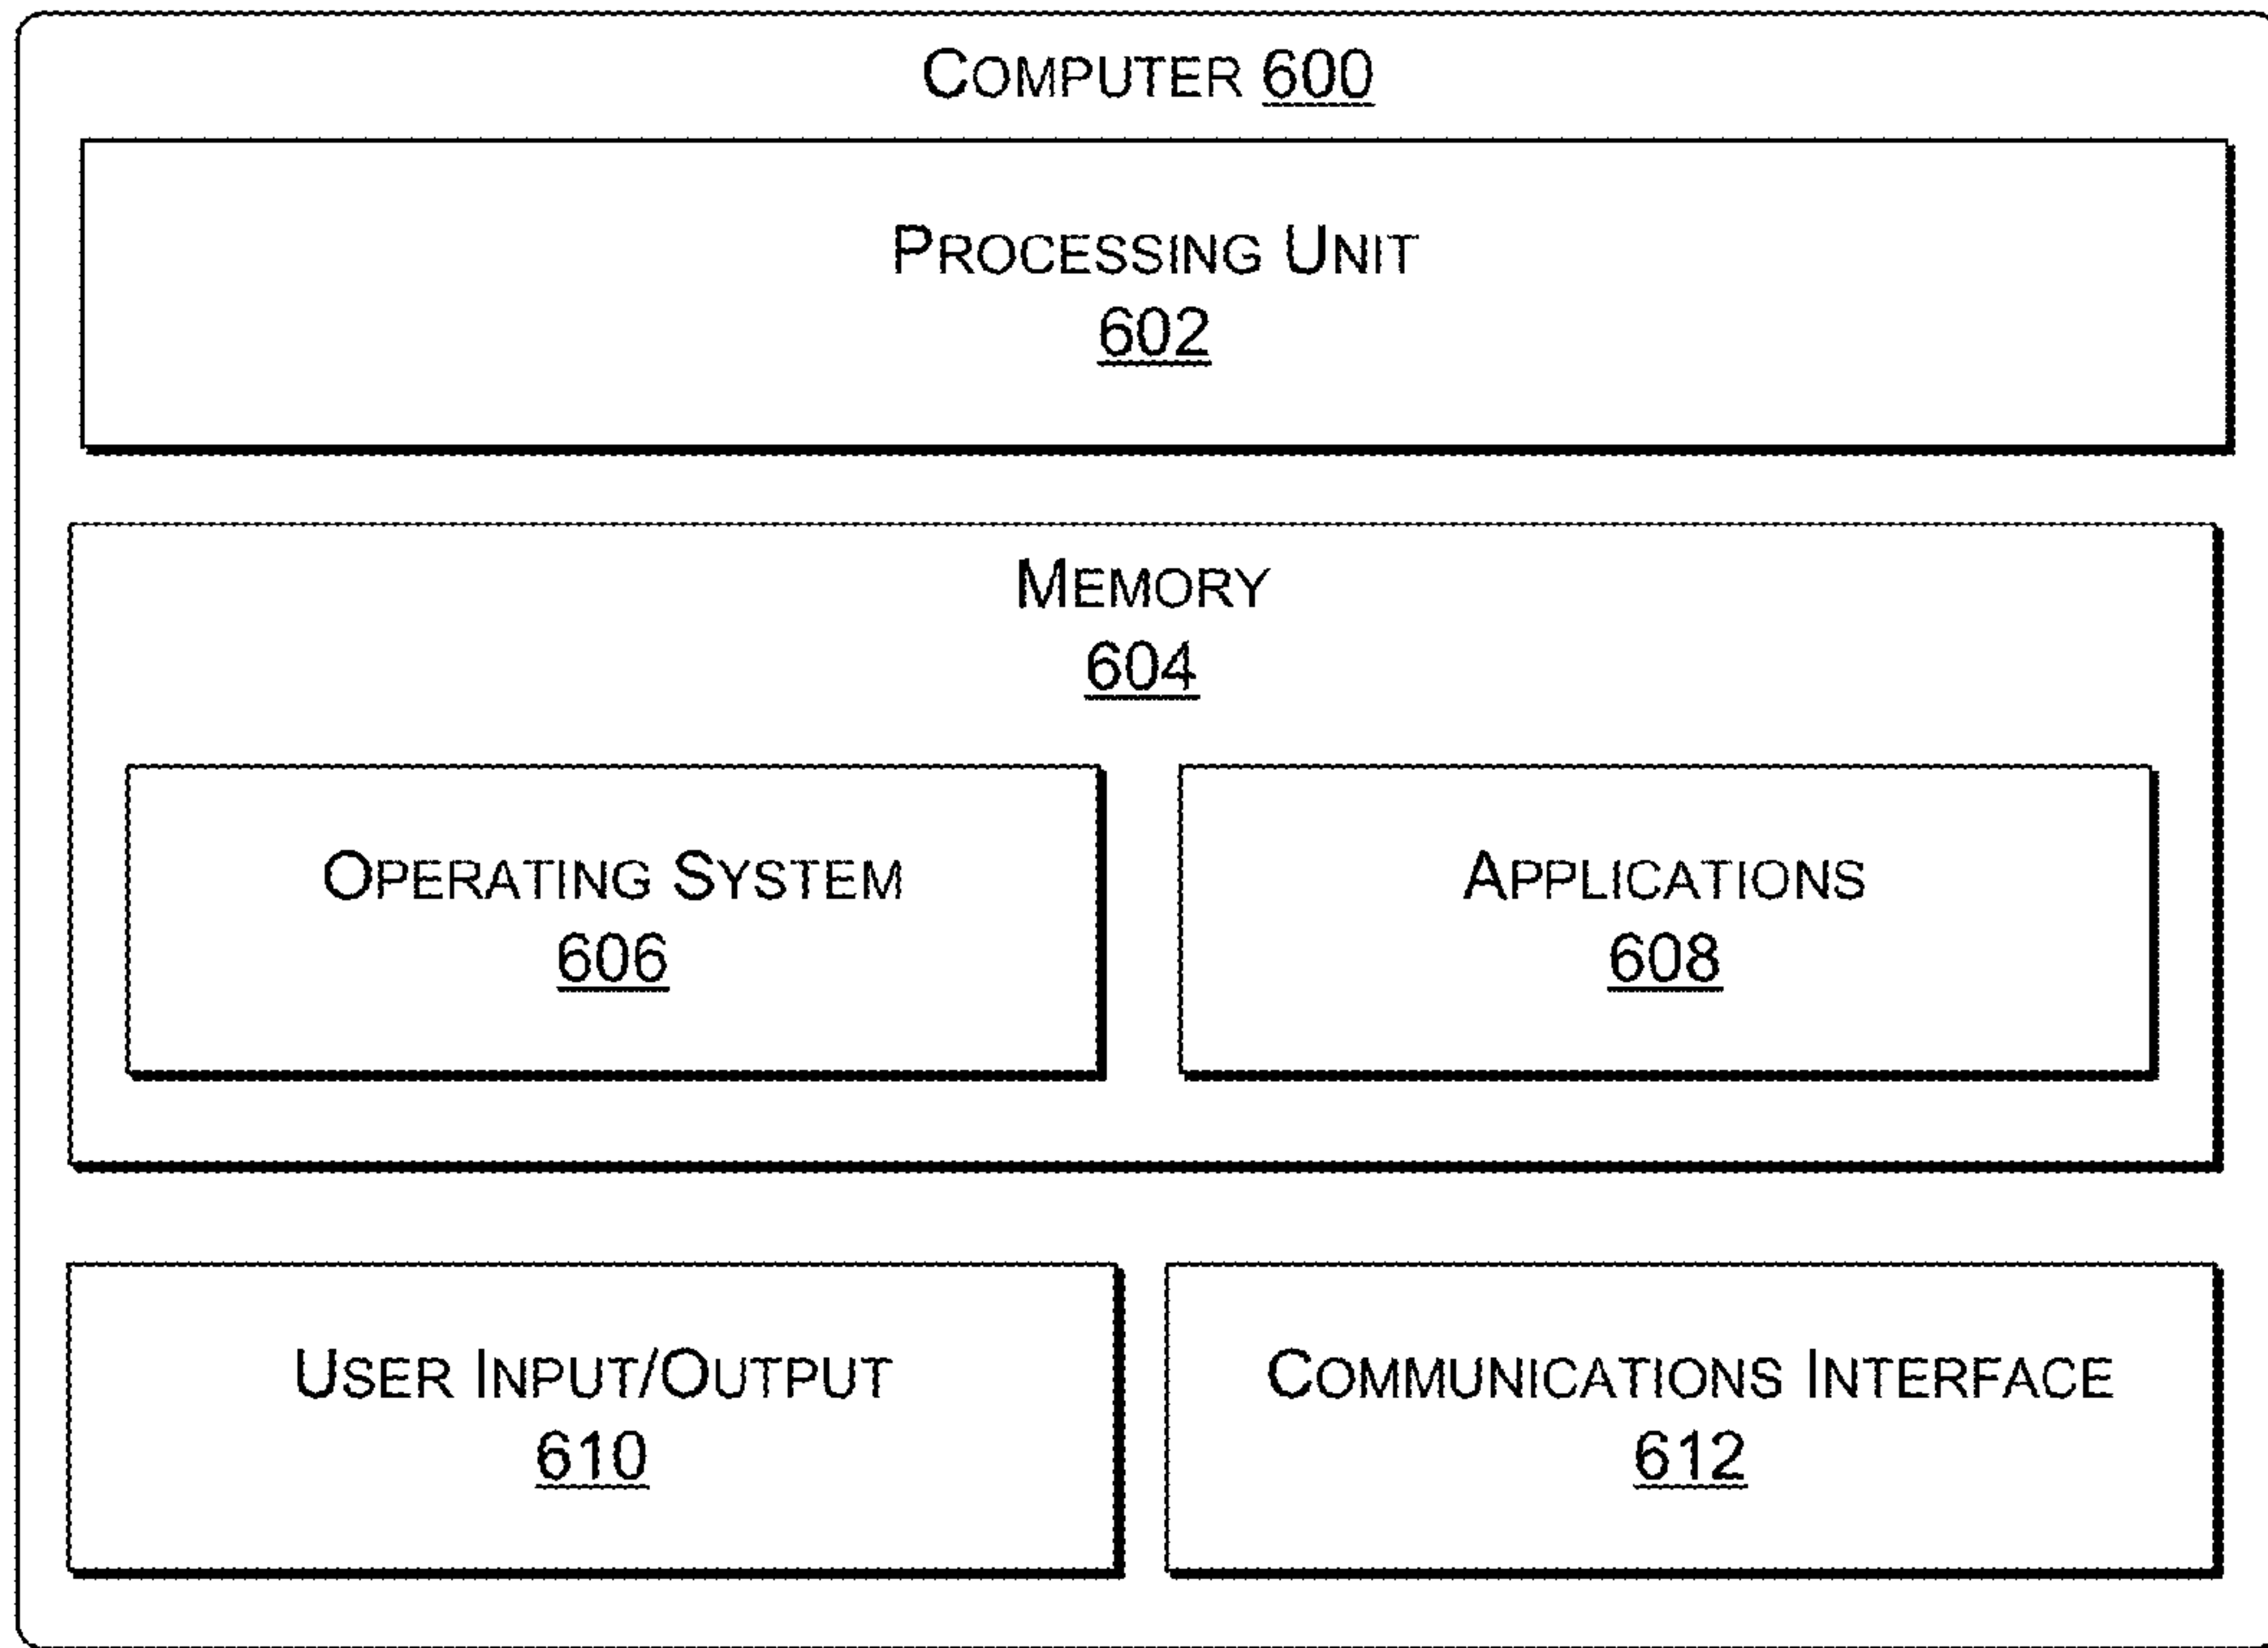 COMPUTER 600
PROCESSING UNIT
602
MEMORY
604
OPERATING SYSTEM
606
APPLICATIONS
608
USER INPUT/OUTPUT
610
COMMUNICATIONS INTERFACE
612